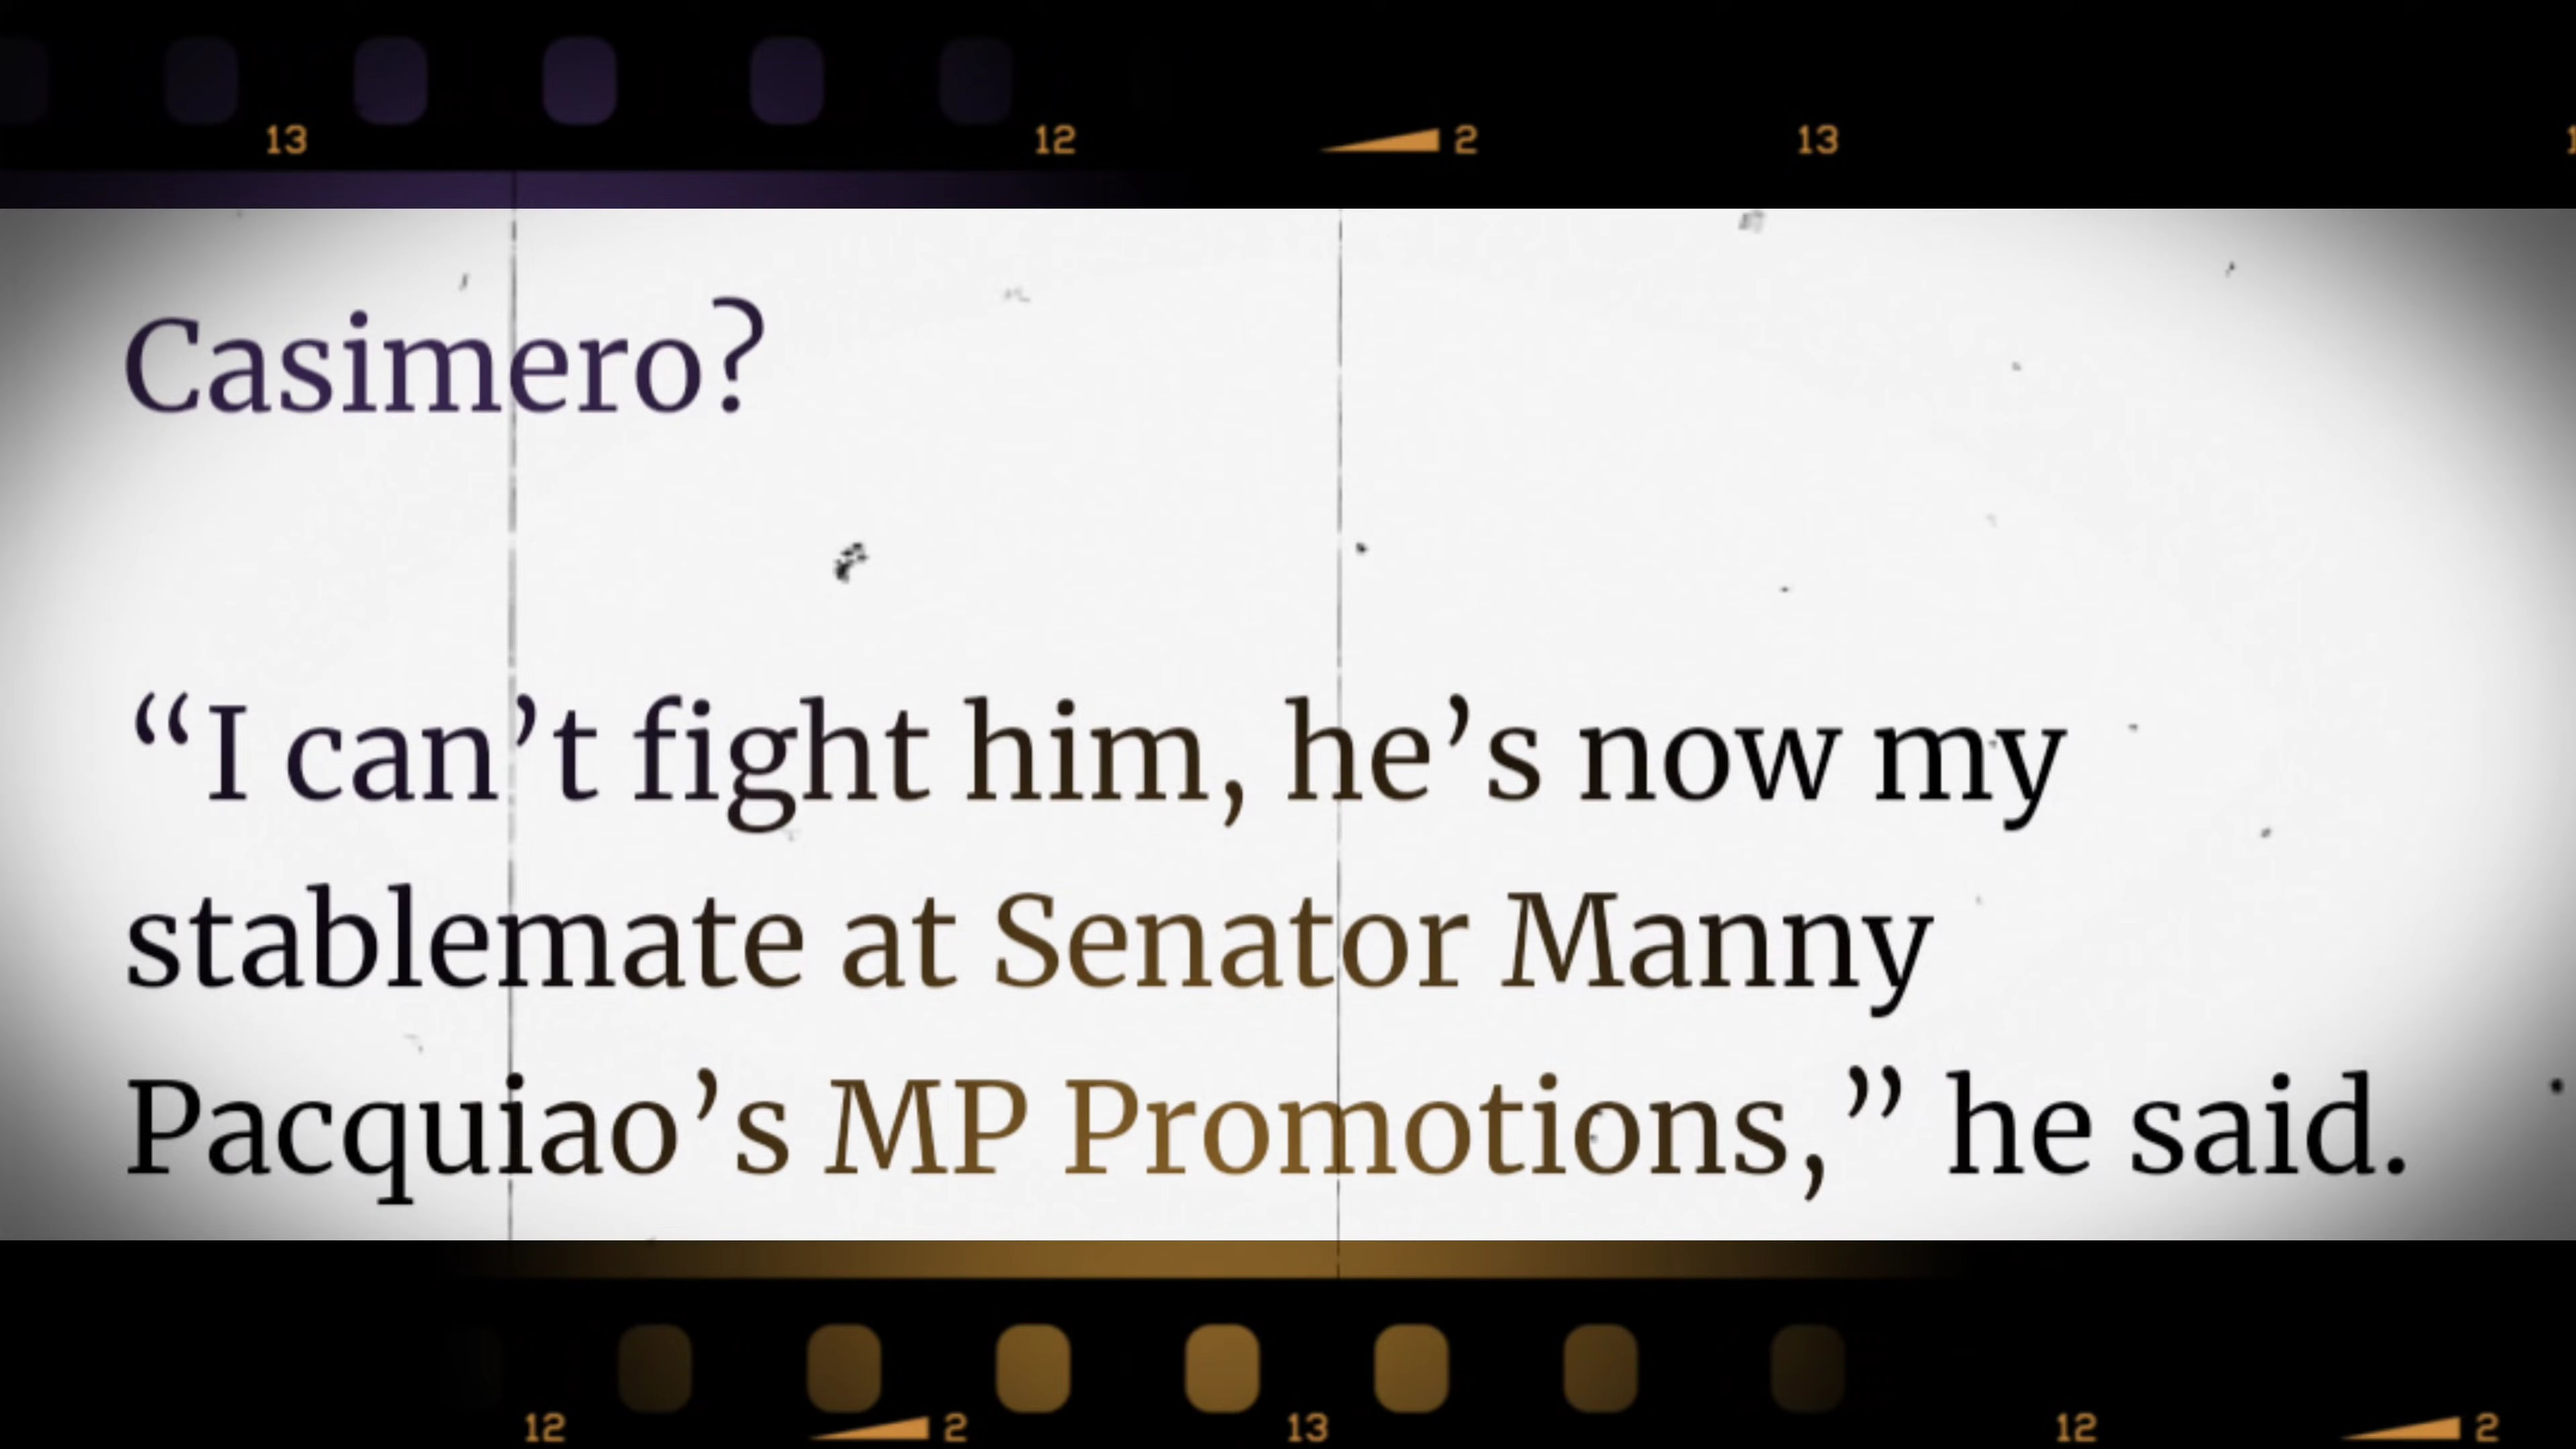 13 12 2 13
Casimero?
“I can’t fight him, he’s now my
stablemate at Senator Manny
Pacquiao’s MP Promotions,” he said.
12 2 13 12 2